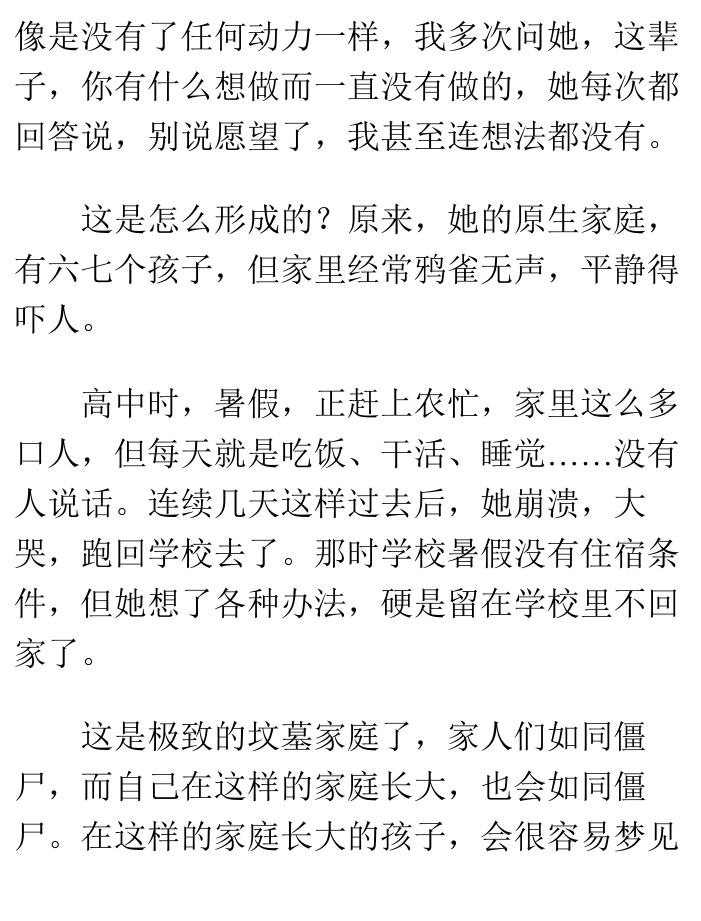 像是没有了任何动力一样，我多次问她，这辈
子，你有什么想做而一直没有做的，她每次都
回答说，别说愿望了，我甚至连想法都没有。
这是怎么形成的？原来，她的原生家庭，
有六七个孩子，但家里经常鸦雀无声，平静得
吓人。
高中时，暑假，正赶上农忙，家里这么多
口人，但每天就是吃饭、干活、睡觉……没有
人说话。连续几天这样过去后，她崩溃，大
哭，跑回学校去了。那时学校暑假没有住宿条
件，但她想了各种办法，硬是留在学校里不回
家了。
这是极致的坟墓家庭了，家人们如同僵
尸，而自己在这样的家庭长大，也会如同僵
尸。在这样的家庭长大的孩子，会很容易梦见